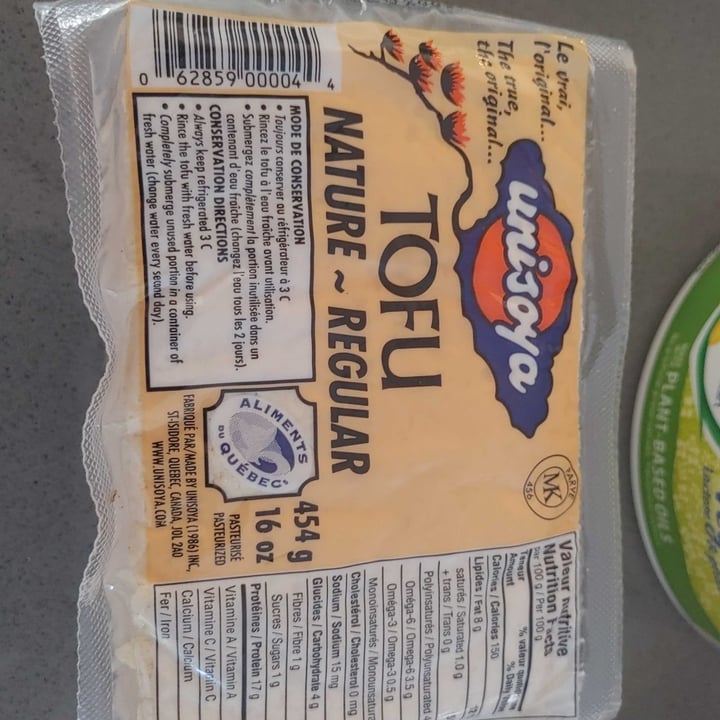 Le vrai,
l'original...
The true,
the original...
unisoya
TOFU
NATURE ~ REGULAR
MK
PARVE
456
0 62859 00004 4
MODE DE CONSERVATION
• Toujours conserver au réfrigérateur à 3 C
• Rincez le tofu à l'eau fraîche avant utilisation.
• Submergez complètement la portion inutilisée dans un
contenant d'eau fraîche (changez l'eau tous les 2 jours).
CONSERVATION DIRECTIONS
• Always keep refrigerated 3 C
• Rince the tofu with fresh water before using.
• Completely submerge unused portion in a container of
fresh water (change water every second day).
ALIMENTS
DU QUÉBEC
454 g
16 oz
PASTEURISÉ
PASTEURIZED
FABRIQUÉ PAR/MADE BY UNISOYA (1986) INC,
ST-ISIDORE, QUEBEC, CANADA, J0L 2A0
WWW.UNISOYA.COM
Valeur nutritive
Nutrition Facts
par 100 g / Per 100 g
Teneur
Amount
% valeur
% Daily
Calories / Calories 150
Lipides / Fat 8 g
saturés / Saturated 1.0 g
+ trans / Trans 0 g
Polyinsaturés / Polyunsaturated 4
Oméga-6 / Omega-6 3.5 g
Oméga-3 / Omega-3 0.5 g
Monoinsaturés / Monounsatura
Cholestérol / Cholesterol 0 mg
Sodium / Sodium 15 mg
Glucides / Carbohydrate 4 g
Fibres / Fibre 1 g
Sucres / Sugars 1 g
Protéines / Protein 17 g
Vitamine A / Vitamin A
Vitamine C / Vitamin C
Calcium / Calcium
Fer / Iron
PLANT-BASED OILS